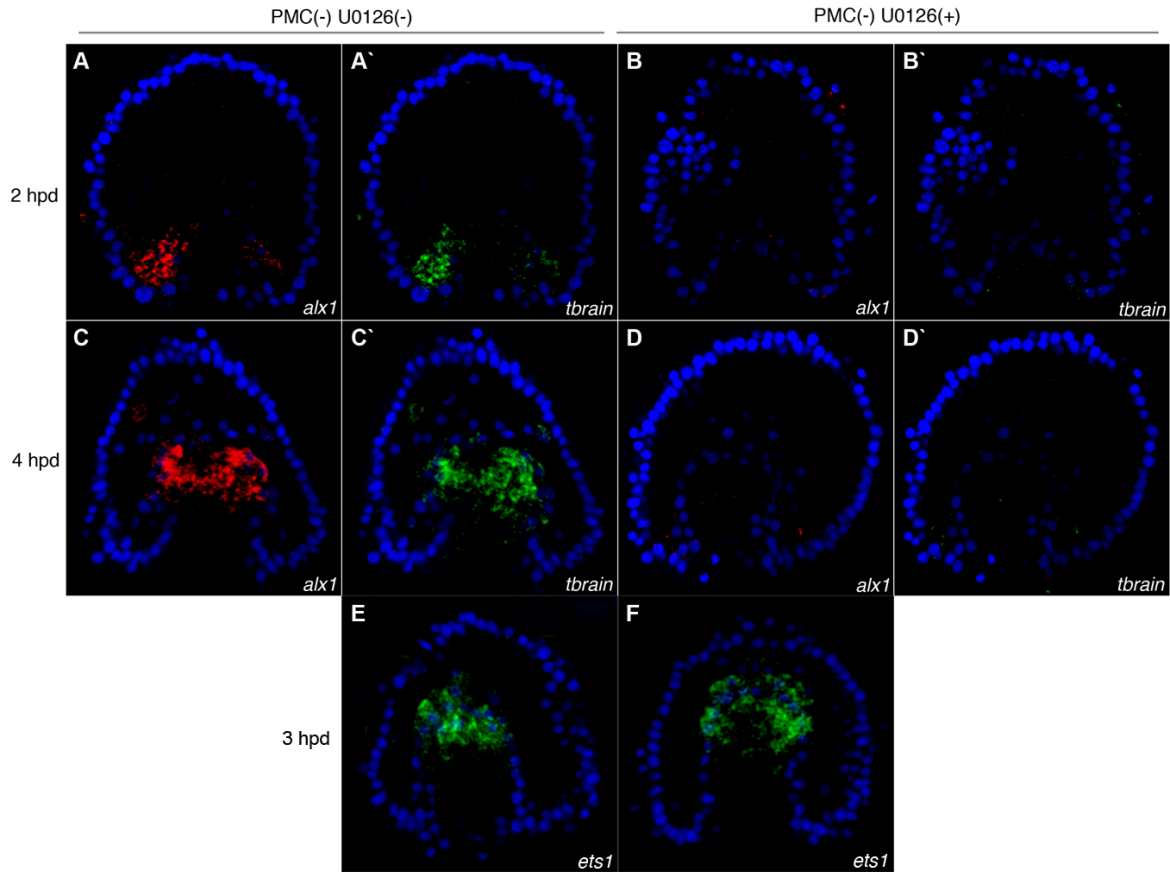 PMC(-) U0126(-)
PMC(-) U0126(+)
A
A`
B
B`
2 hpd
alx1
tbrain
alx1
tbrain
C
C`
D
D`
4 hpd
alx1
tbrain
alx1
tbrain
E
F
3 hpd
ets1
ets1